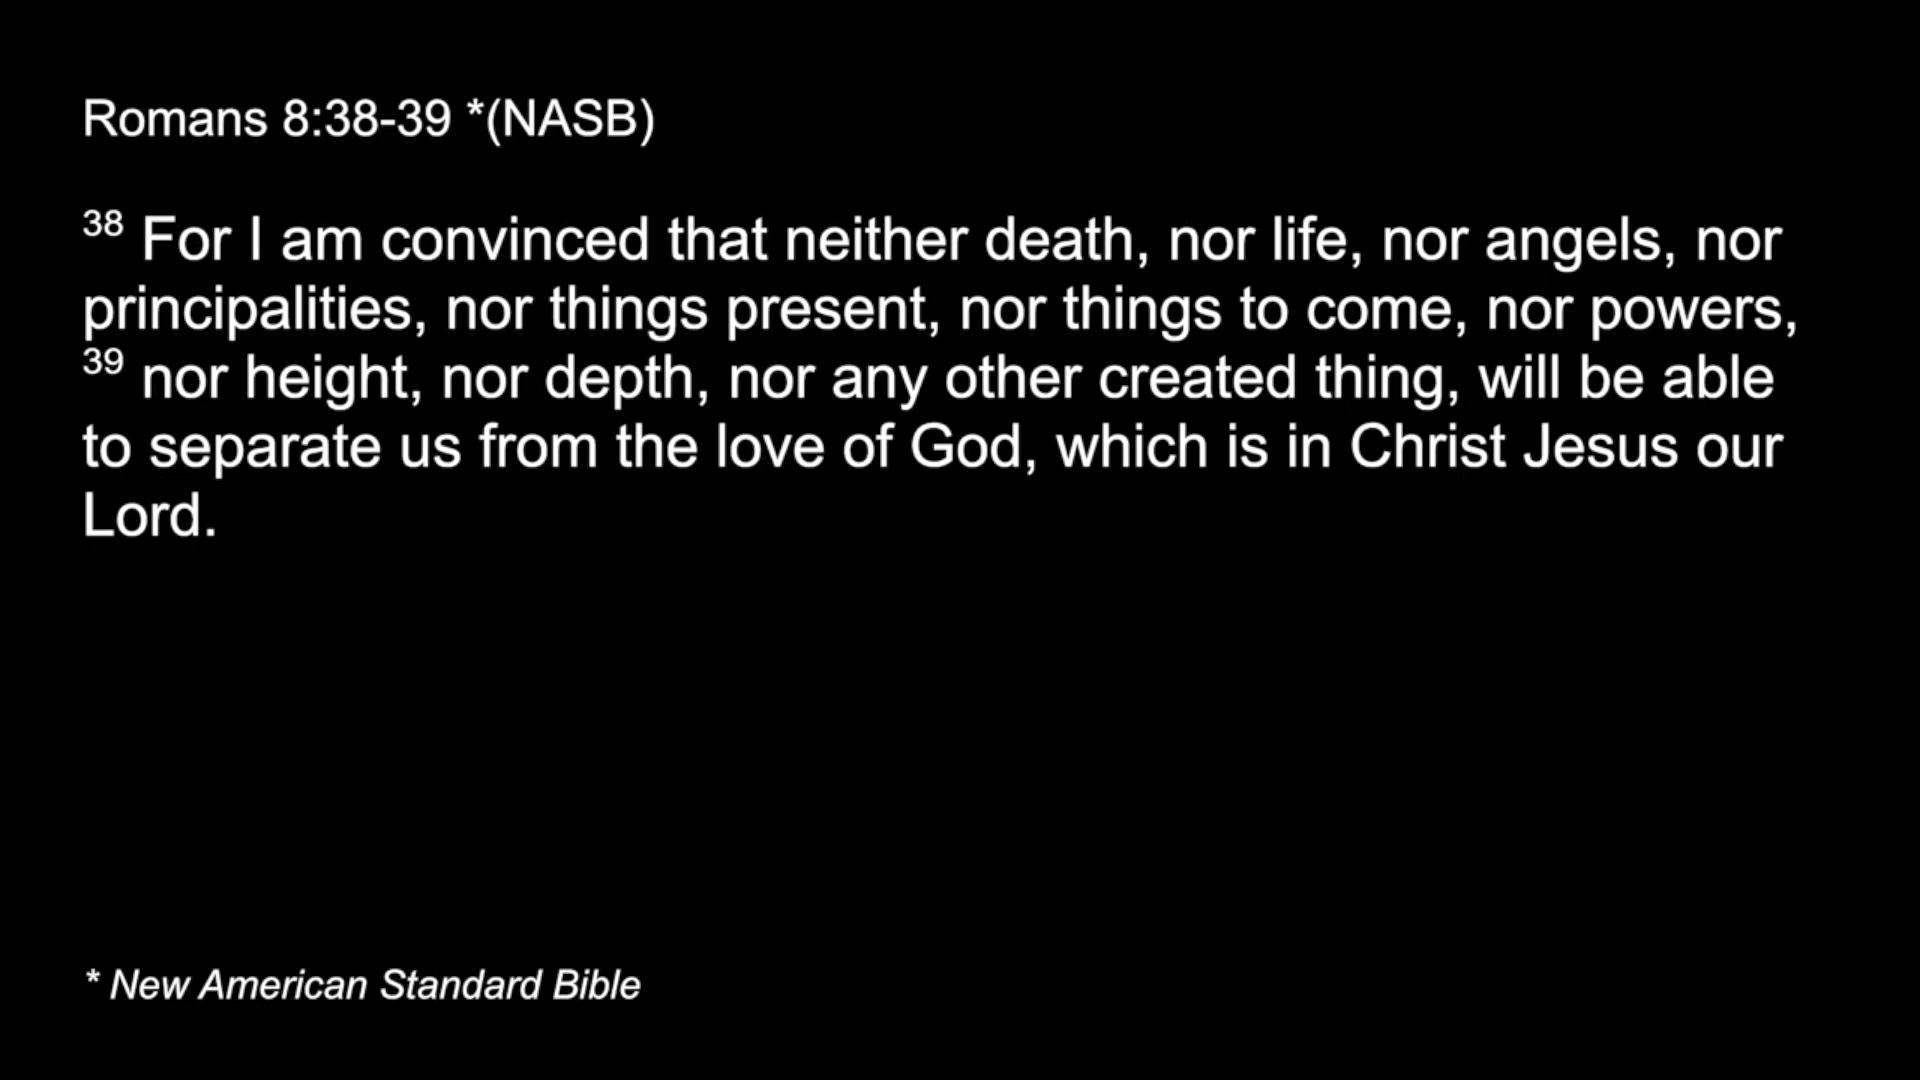 Romans 8:38-39 *(NASB)
38 For I am convinced that neither death, nor life, nor angels, nor
principalities, nor things present, nor things to come, nor powers,
39 nor height, nor depth, nor any other created thing, will be able
to separate us from the love of God, which is in Christ Jesus our
Lord.
* New American Standard Bible